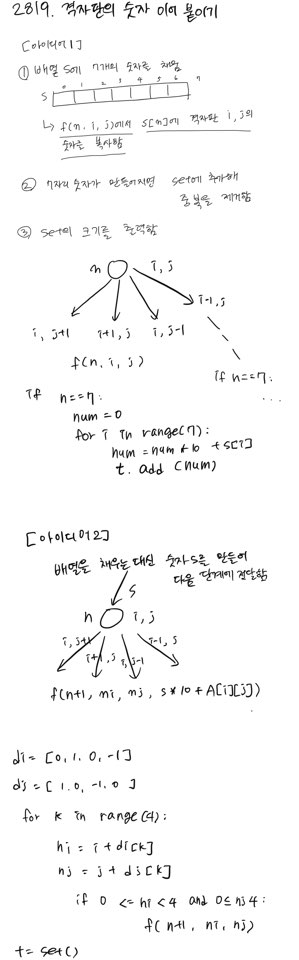 2819. 격자판의 숫자 이어 붙이기
[아이디어1]
① 배열 S에 7개의 숫자로 채움
0 1 2 3 4 5 6 7
S
↳ f(n, i, j)에서 S[n]에 격자판 i, j의
숫자를 복사함
② 7자리 숫자가 만들어지면 set에 추가해
중복을 제거함
③ set의 크기를 출력함
n i, j
i, j+1 i+1, j i, j-1 i-1, j
f(n, i, j)
if n==7:
...
if n==7:
num = 0
for i in range(7):
num = num * 10 + S[i]
t. add (num)
[아이디어2]
배열을 채우는 대신 숫자 S를 만들어
다음 단계에 전달함
S
n i, j
i, j+1 i+1, j i, j-1 i-1, j
f(n+1, ni, nj, s*10 + A[i][j])
di = [0, 1, 0, -1]
dj = [1, 0, -1, 0]
for k in range(4):
ni = i + di[k]
nj = j + dj[k]
if 0 <= ni < 4 and 0 ≤ nj 4:
f(n+1, ni, nj)
t = set()